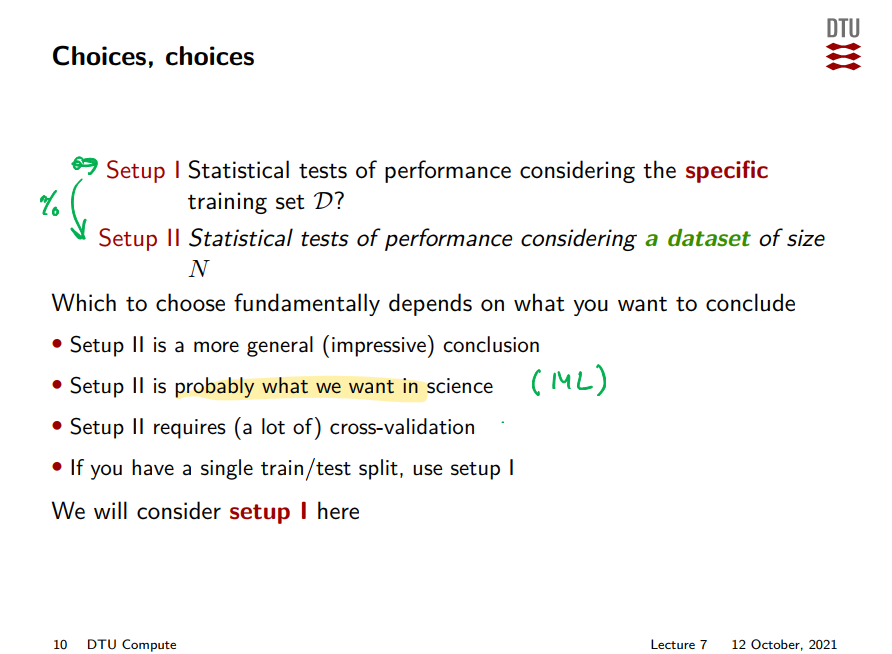 DTU
Choices, choices
Setup I Statistical tests of performance considering the specific
training set 𝒟?
%
Setup II Statistical tests of performance considering a dataset of size
N
Which to choose fundamentally depends on what you want to conclude
• Setup II is a more general (impressive) conclusion
• Setup II is probably what we want in science (ML)
• Setup II requires (a lot of) cross-validation
• If you have a single train/test split, use setup I
We will consider setup I here
10 DTU Compute Lecture 7 12 October, 2021